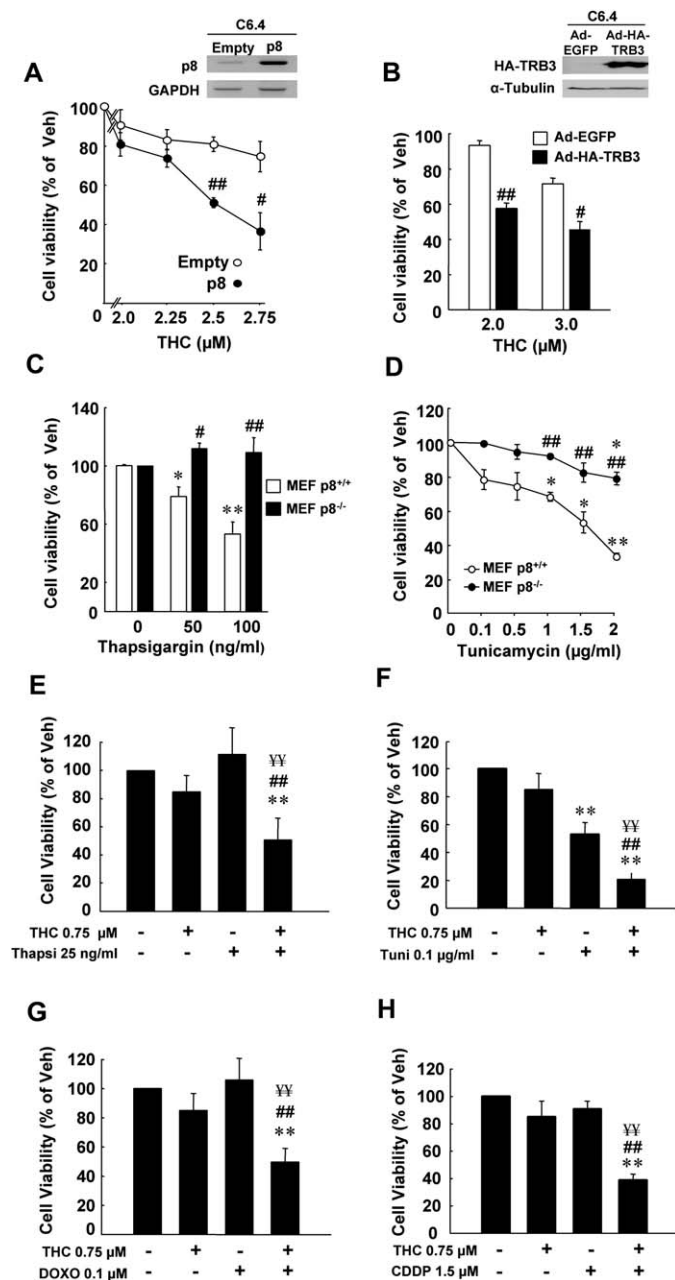 A
C6.4
Empty p8
p8
GAPDH
Cell viability (% of Veh)
100
80
60
40
20
0 2.0 2.25 2.5 2.75
## #
Empty
p8
THC (µM)
B
C6.4
Ad-EGFP Ad-HA-TRB3
HA-TRB3
α-Tubulin
Cell viability (% of Veh)
100
80
60
40
20
0
Ad-EGFP
Ad-HA-TRB3
## #
2.0 3.0
THC (µM)
C
Cell viability (% of Veh)
140
100
80
60
40
20
0
* # ** ##
MEF p8+/+
MEF p8-/-
0 50 100
Thapsigargin (ng/ml)
D
Cell viability (% of Veh)
120
100
80
60
40
20
0
## ## * ##
* * **
MEF p8+/+
MEF p8-/-
0 0.1 0.5 1 1.5 2
Tunicamycin (µg/ml)
E
Cell Viability (% of Veh)
120
100
80
60
40
20
0
¥¥
##
**
THC 0.75 µM - + - +
Thapsi 25 ng/ml - - + +
F
Cell Viability (% of Veh)
120
100
80
60
40
20
0
**
¥¥
##
**
THC 0.75 µM - + - +
Tuni 0.1 µg/ml - - + +
G
Cell Viability (% of Veh)
120
100
80
60
40
20
0
¥¥
##
**
THC 0.75 µM - + - +
DOXO 0.1 µM - - + +
H
Cell Viability (% of Veh)
120
100
80
60
40
20
0
¥¥
##
**
THC 0.75 µM - + - +
CDDP 1.5 µM - - + +